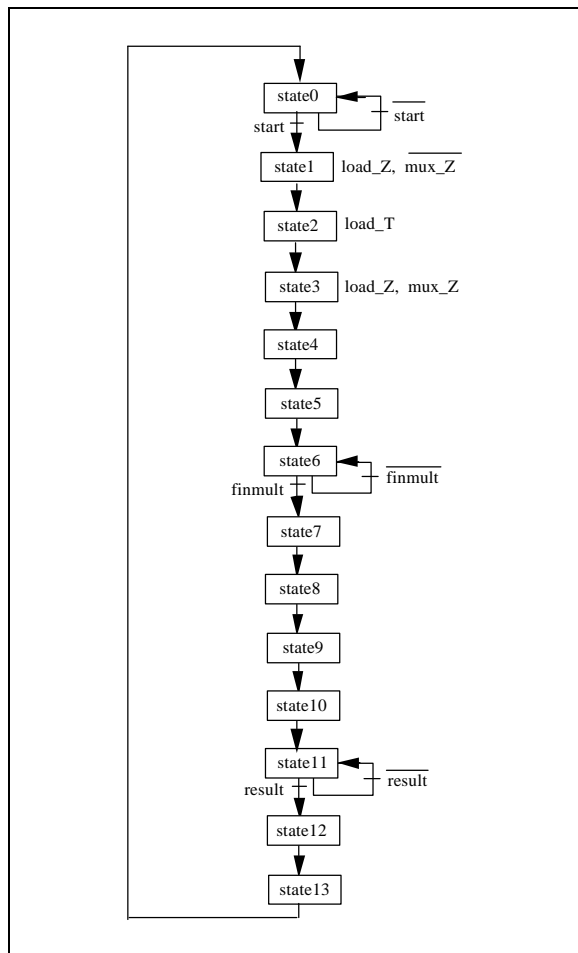 state0
start
start
state1 load_Z, mux_Z
state2 load_T
state3 load_Z, mux_Z
state4
state5
state6
finmult
finmult
state7
state8
state9
state10
state11
result
result
state12
state13